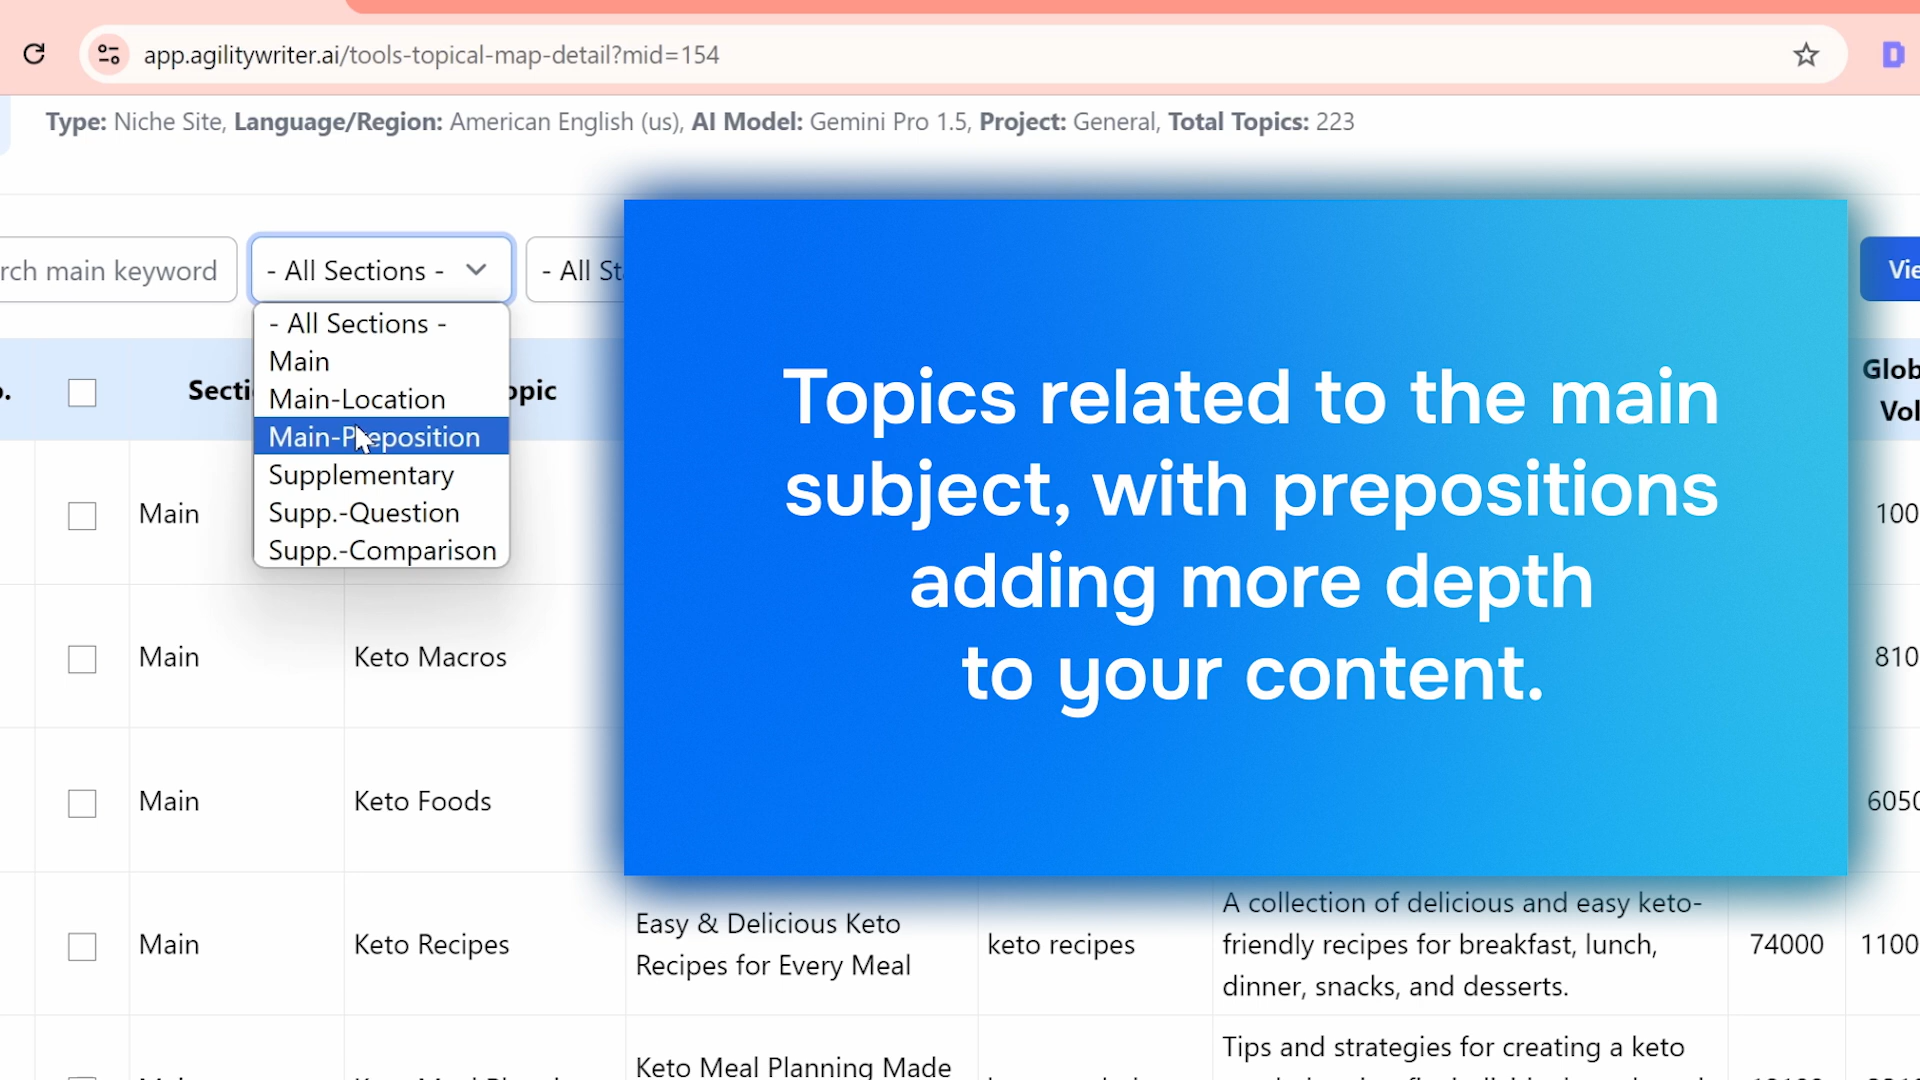 app.agilitywriter.ai/tools-topical-map-detail?mid=154
Type: Niche Site, Language/Region: American English (us), AI Model: Gemini Pro 1.5, Project: General, Total Topics: 223
rch main keyword
- All Sections -
- All St
Vie
- All Sections -
Main
Main-Location
Main-Preposition
Supplementary
Supp.-Question
Supp.-Comparison
Secti
opic
Glob
Vol
Topics related to the main
subject, with prepositions
adding more depth
to your content.
Main
100
Main
Keto Macros
810
Main
Keto Foods
6050
Main
Keto Recipes
Easy & Delicious Keto
Recipes for Every Meal
keto recipes
A collection of delicious and easy keto-
friendly recipes for breakfast, lunch,
dinner, snacks, and desserts.
74000
1100
Keto Meal Planning Made
Tips and strategies for creating a keto